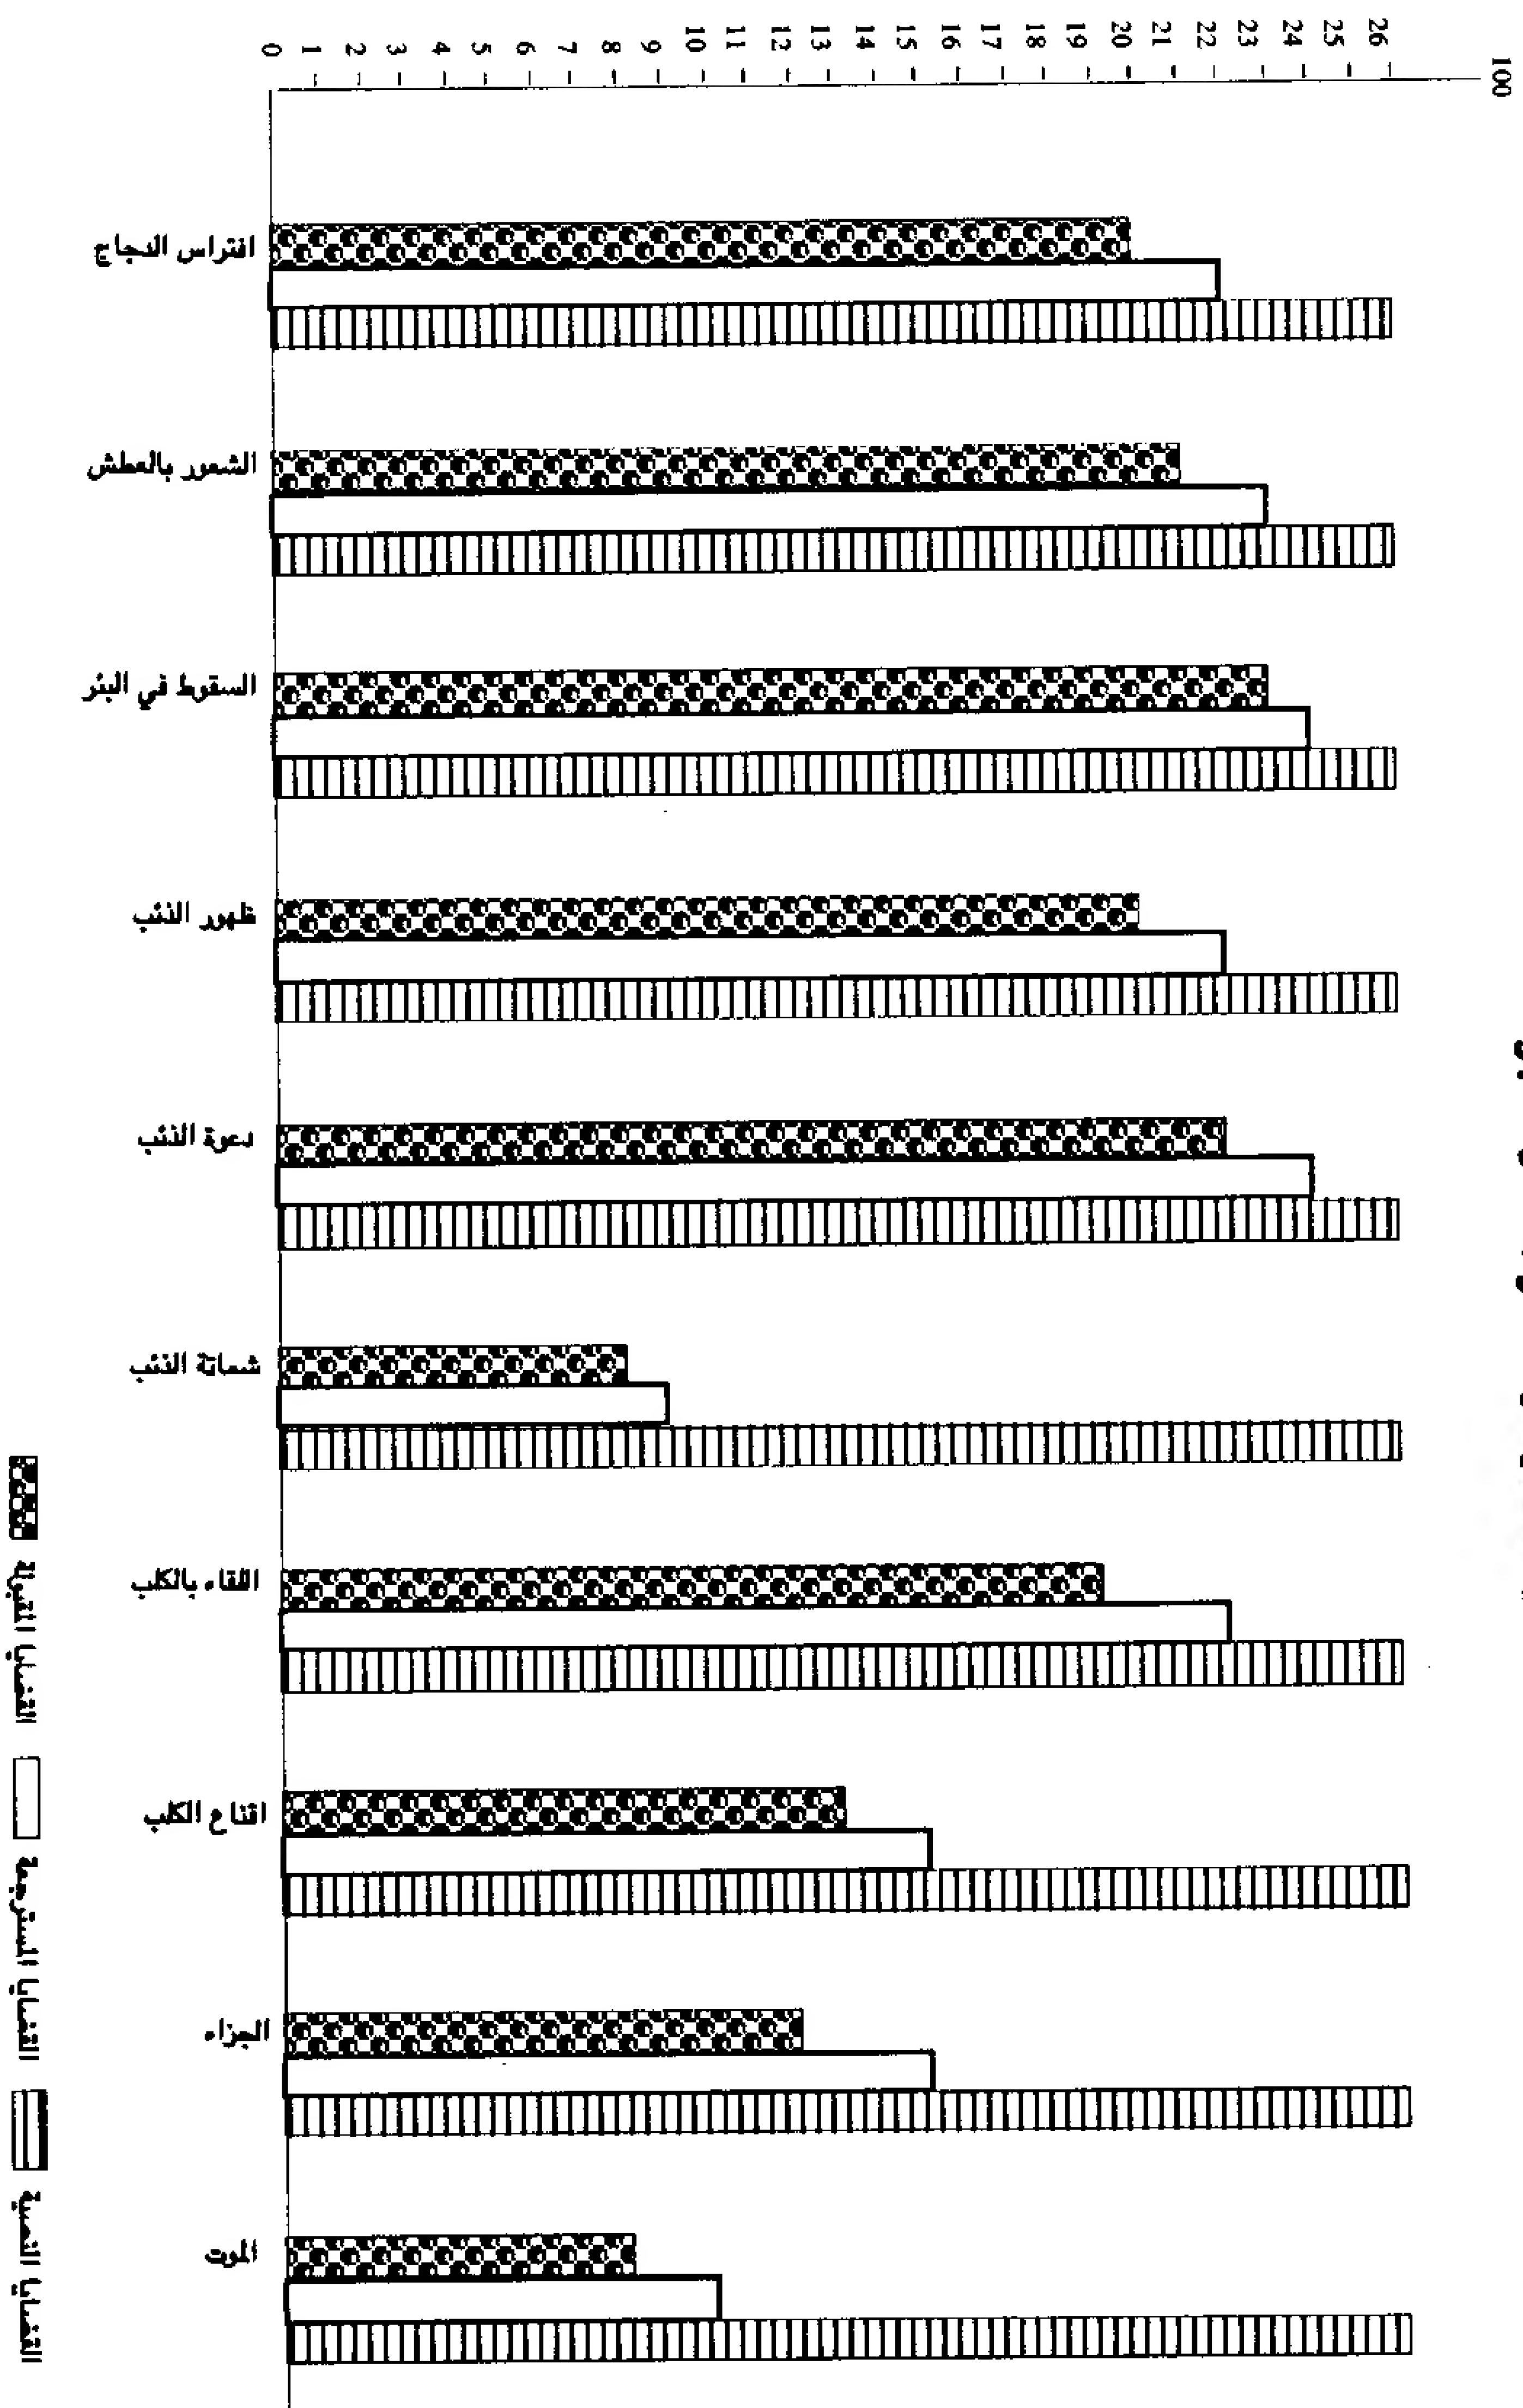 100
26
25
24
23
22
21
20
19
18
17
16
15
14
13
12
11
10
9
8
7
6
5
4
3
2
1
0
افتراس الدجاج
الشعور بالعطش
السقوط في البئر
ظهور الذئب
دعوة الذئب
شماتة الذئب
اللقاء بالكلب
اقناع الكلب
الجزاء
الموت
القضايا المقبولة
القضايا المسترجعة
القضايا النصية